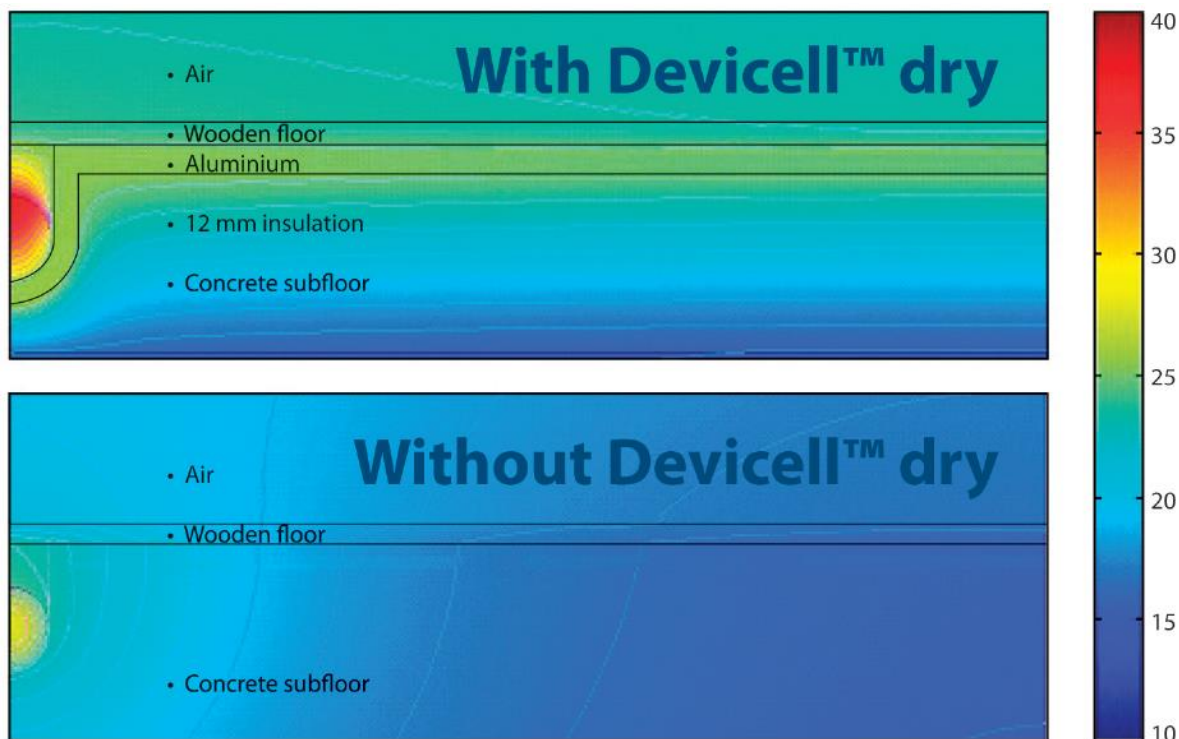 With Devicell™ dry
• Air
• Wooden floor
• Aluminium
• 12 mm insulation
• Concrete subfloor
Without Devicell™ dry
• Air
• Wooden floor
• Concrete subfloor
40
35
30
25
20
15
10